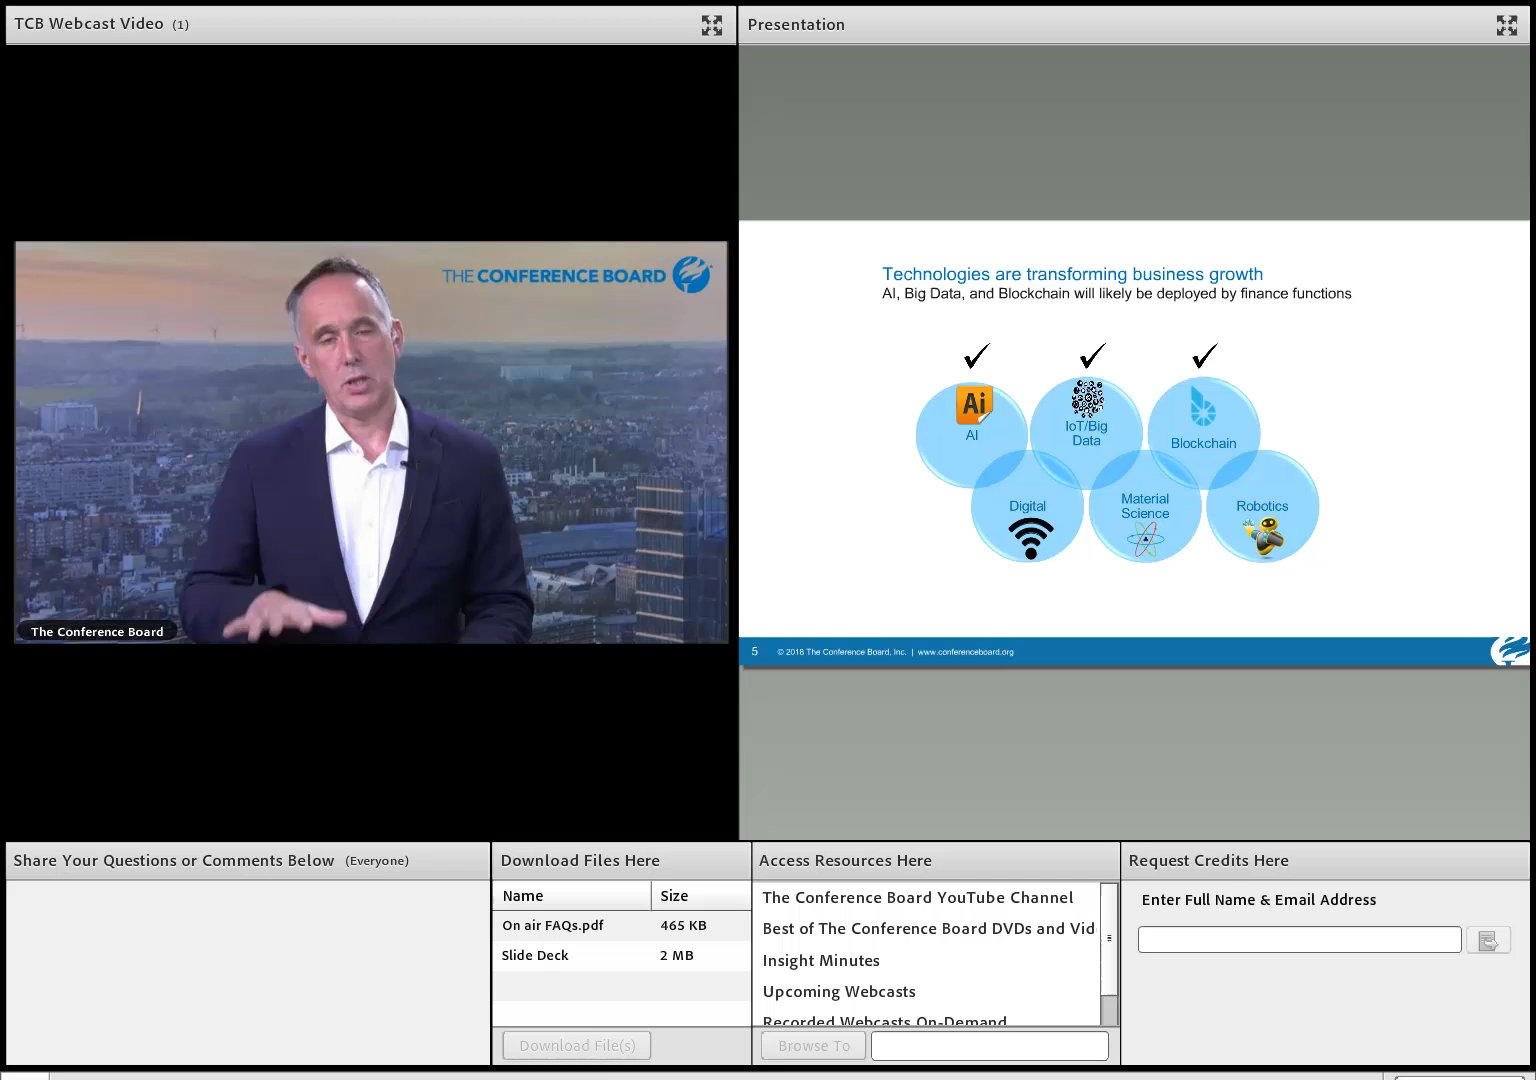 TCB Webcast Video (1)
Presentation
THE CONFERENCE BOARD
The Conference Board
Technologies are transforming business growth
AI, Big Data, and Blockchain will likely be deployed by finance functions
Ai
AI
IoT/Big
Data
Blockchain
Digital
Material
Science
Robotics
5 © 2018 The Conference Board, Inc. | www.conferenceboard.org
Share Your Questions or Comments Below (Everyone)
Download Files Here
Name Size
On air FAQs.pdf 465 KB
Slide Deck 2 MB
Download File(s)
Access Resources Here
The Conference Board YouTube Channel
Best of The Conference Board DVDs and Vid
Insight Minutes
Upcoming Webcasts
Recorded Webcasts On-Demand
Browse To
Request Credits Here
Enter Full Name & Email Address